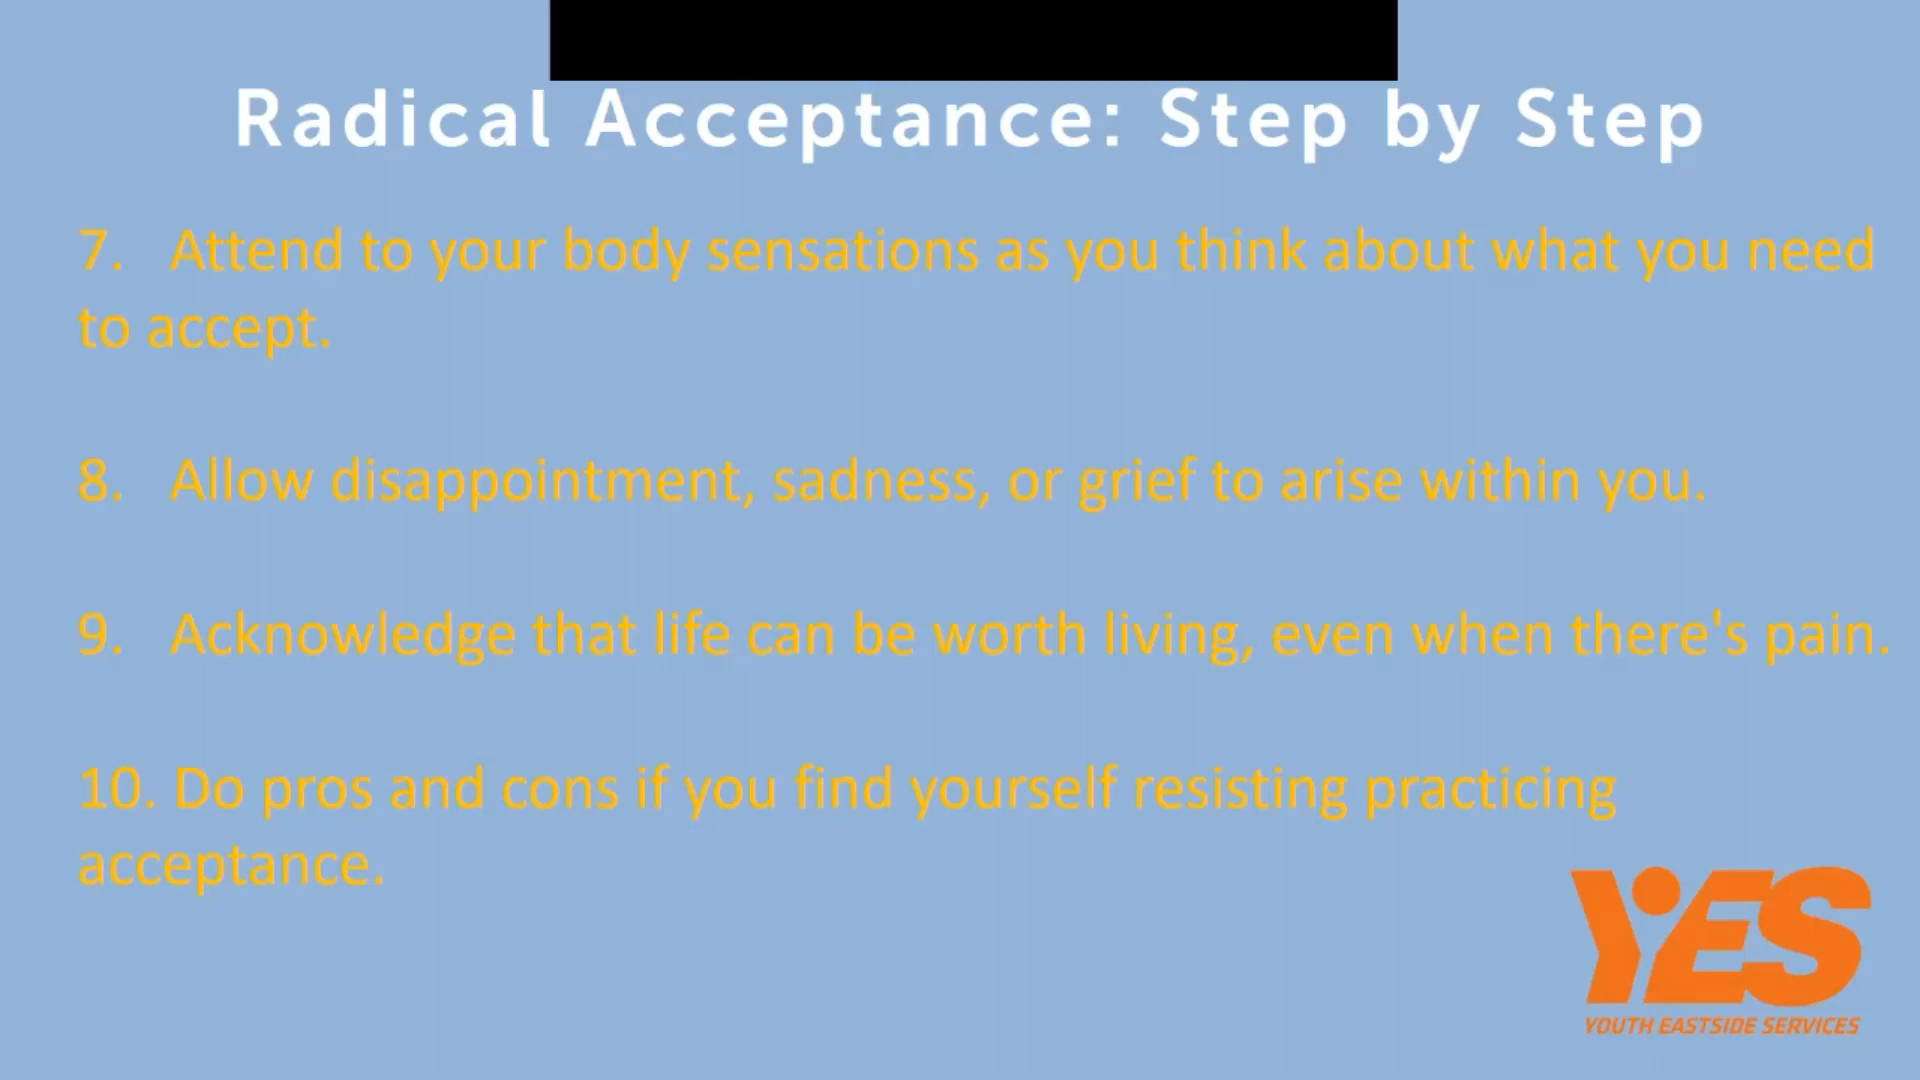 Radical Acceptance: Step by Step
7. Attend to your body sensations as you think about what you need
to accept.
8. Allow disappointment, sadness, or grief to arise within you.
9. Acknowledge that life can be worth living, even when there's pain.
10. Do pros and cons if you find yourself resisting practicing
acceptance.
YES
YOUTH EASTSIDE SERVICES